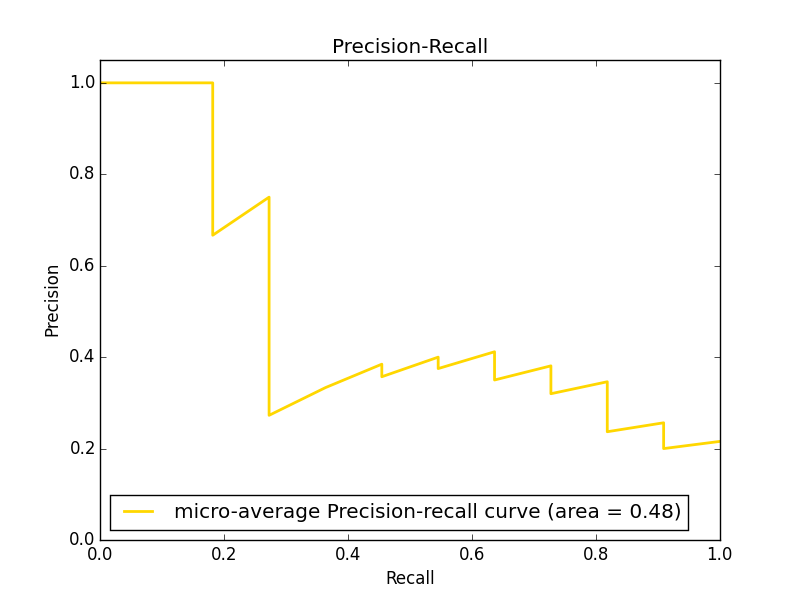 Precision-Recall
1.0
0.8
0.6
0.4
0.2
0.0
Precision
micro-average Precision-recall curve (area = 0.48)
0.0 0.2 0.4 0.6 0.8 1.0
Recall